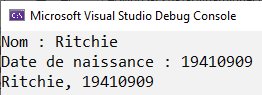 Microsoft Visual Studio Debug Console
Nom : Ritchie
Date de naissance : 19410909
Ritchie, 19410909